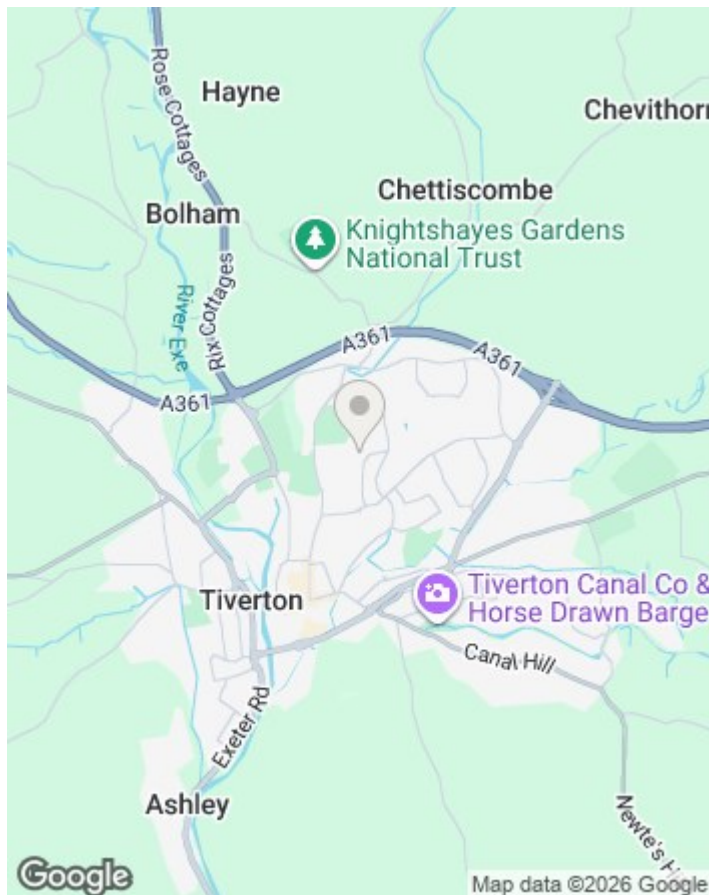 Rose Cottages
Hayne
Chevithorn
Chettiscombe
Bolham
Knightshayes Gardens
National Trust
River Exe
Rix Cottages
A361
A361
A361
Tiverton
Tiverton Canal Co &
Horse Drawn Barge
Canal Hill
Exeter Rd
Ashley
Newte's H
Google
Map data ©2026 Google